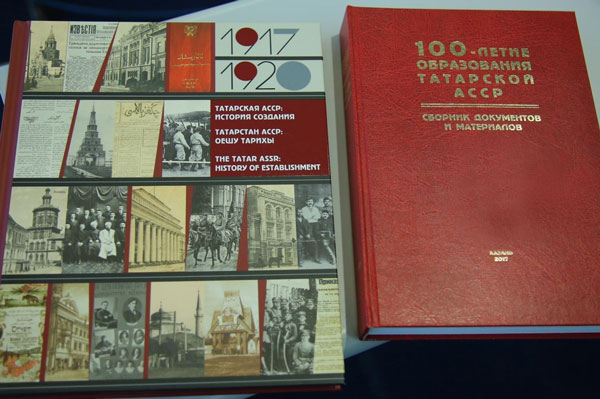 ИЗВѢСТІЯ
1917
1920
ТАТАРСКАЯ АССР:
ИСТОРИЯ СОЗДАНИЯ
ТАТАРСТАН АССР:
ОЕШУ ТАРИХЫ
THE TATAR ASSR:
HISTORY OF ESTABLISHMENT
100-ЛЕТИЕ
ОБРАЗОВАНИЯ
ТАТАРСКОЙ
АССР
СБОРНИК ДОКУМЕНТОВ
И МАТЕРИАЛОВ
КАЗАНЬ
2017